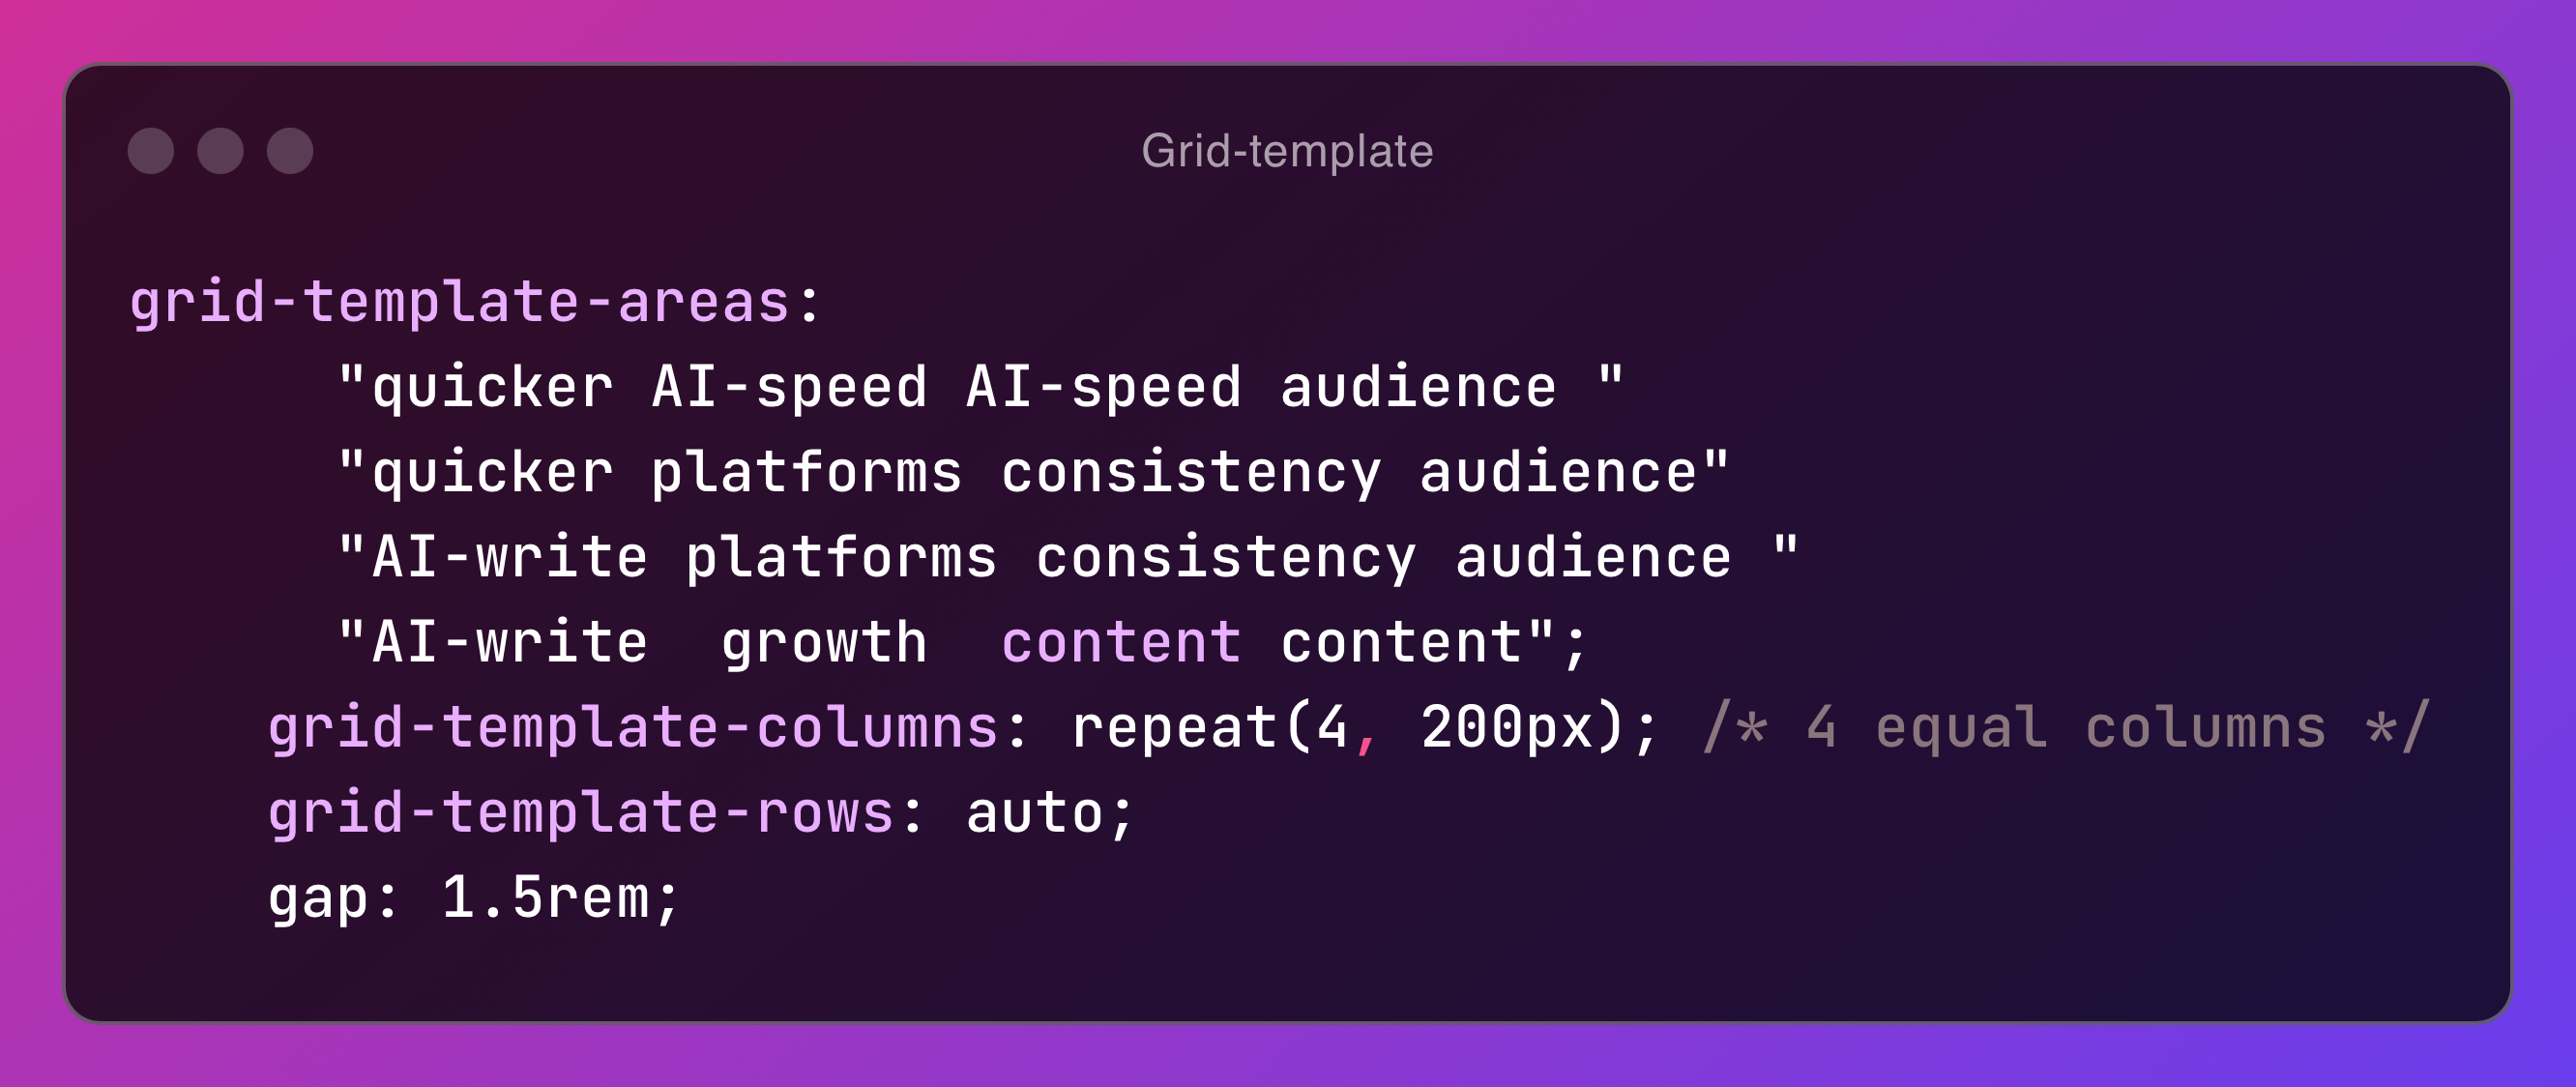 Grid-template
grid-template-areas:
"quicker AI-speed AI-speed audience "
"quicker platforms consistency audience"
"AI-write platforms consistency audience "
"AI-write  growth  content content";
grid-template-columns: repeat(4, 200px); /* 4 equal columns */
grid-template-rows: auto;
gap: 1.5rem;